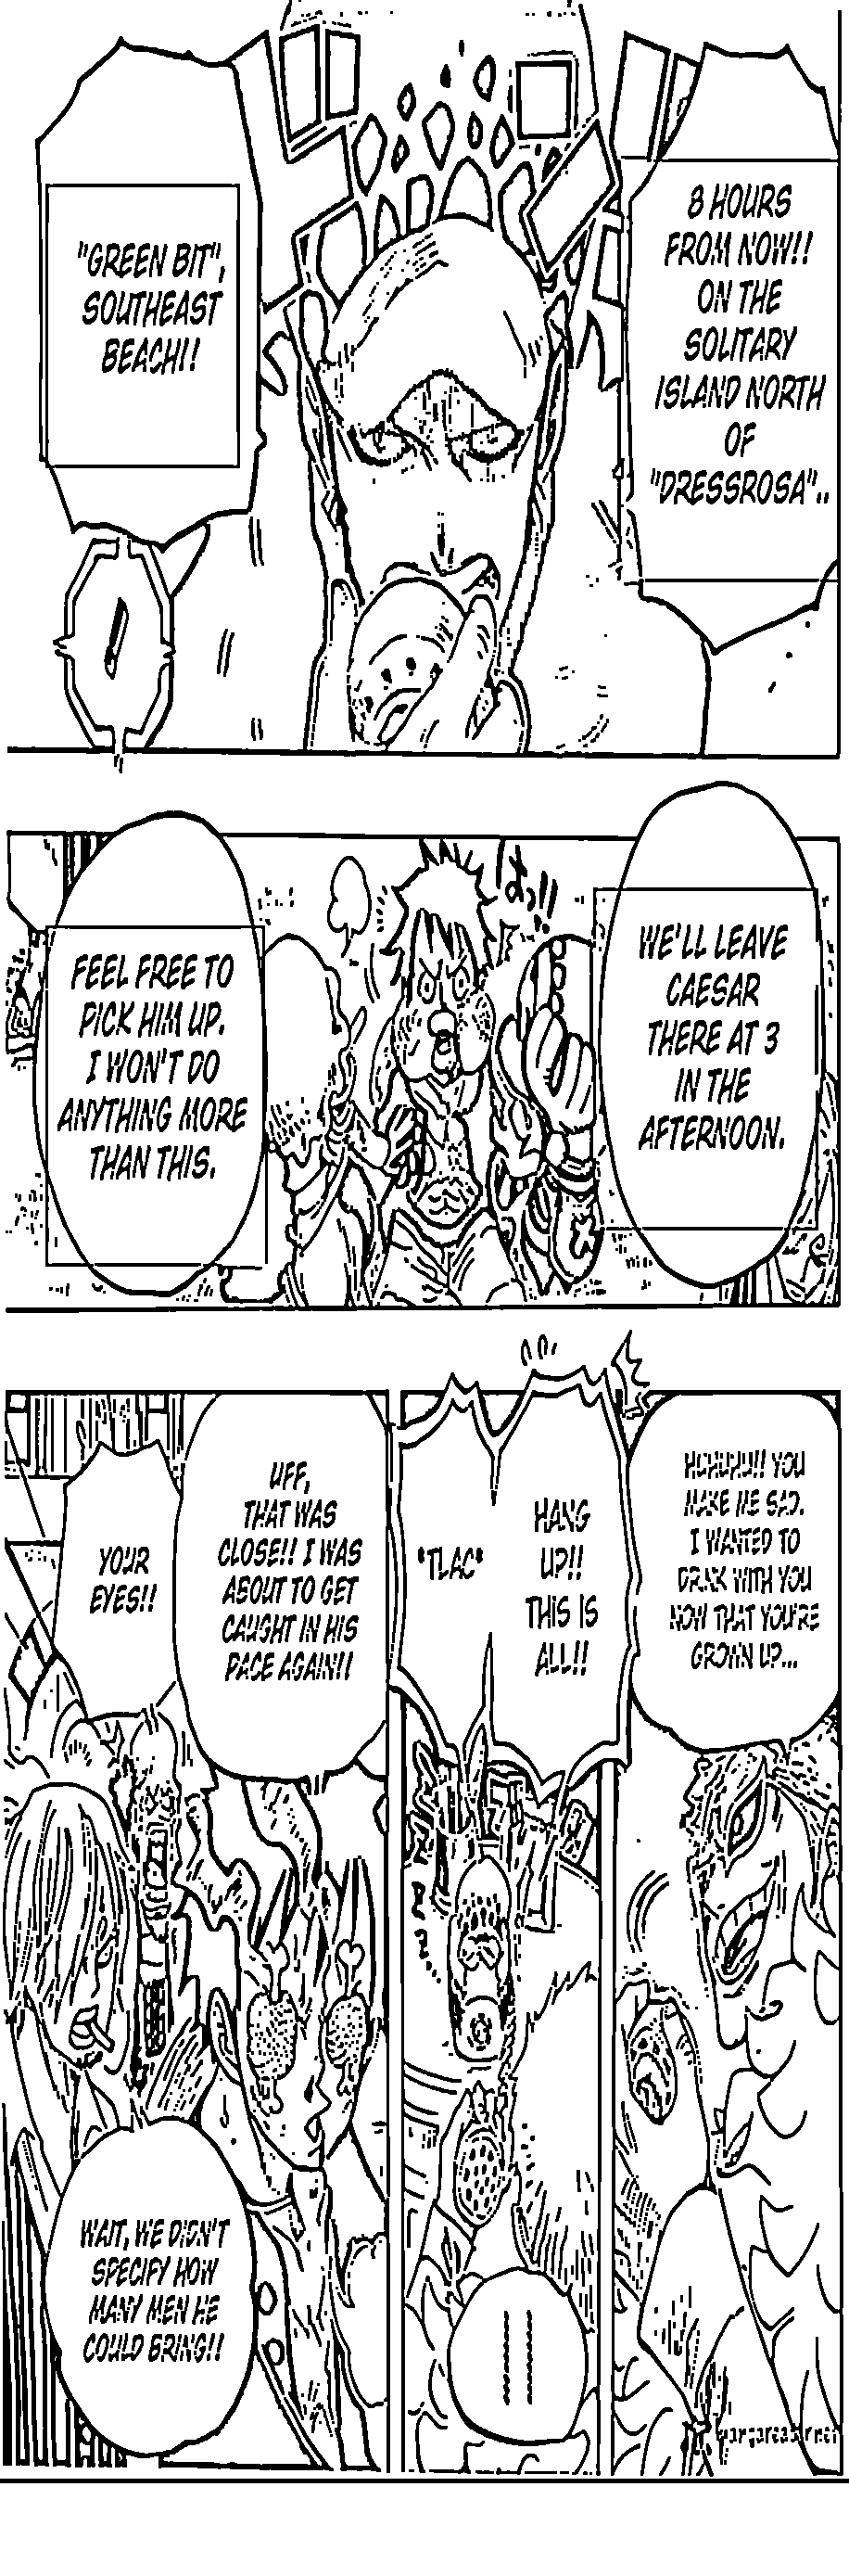 8 HOURS
FROM NOW!!
ON THE
SOLITARY
ISLAND NORTH
OF
"DRESSROSA"..
"GREEN BIT",
SOUTHEAST
BEACH!!
WE'LL LEAVE
CAESAR
THERE AT 3
IN THE
AFTERNOON.
FEEL FREE TO
PICK HIM UP.
I WON'T DO
ANYTHING MORE
THAN THIS.
HUHUHU!! YOU
MAKE ME SAD.
I WANTED TO
DRINK WITH YOU
NOW THAT YOU'RE
GROWN UP...
HANG
UP!!
THIS IS
ALL!!
*TLAC*
UFF,
THAT WAS
CLOSE!! I WAS
ABOUT TO GET
CAUGHT IN HIS
PACE AGAIN!!
YOUR
EYES!!
WAIT, WE DIDN'T
SPECIFY HOW
MANY MEN HE
COULD BRING!!